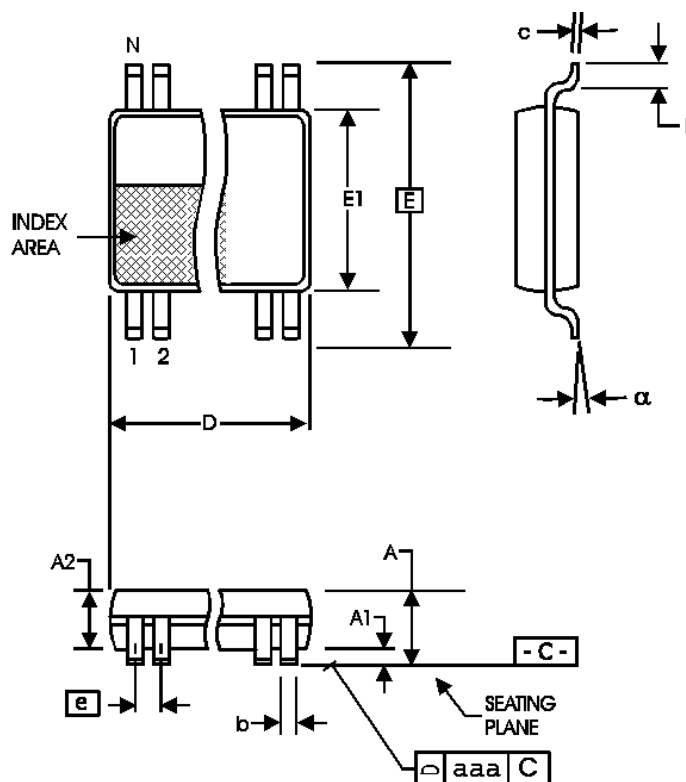 N
c
E1
E
INDEX
AREA
1 2
D
α
A2
A
A1
- C -
e
b
SEATING
PLANE
aaa C